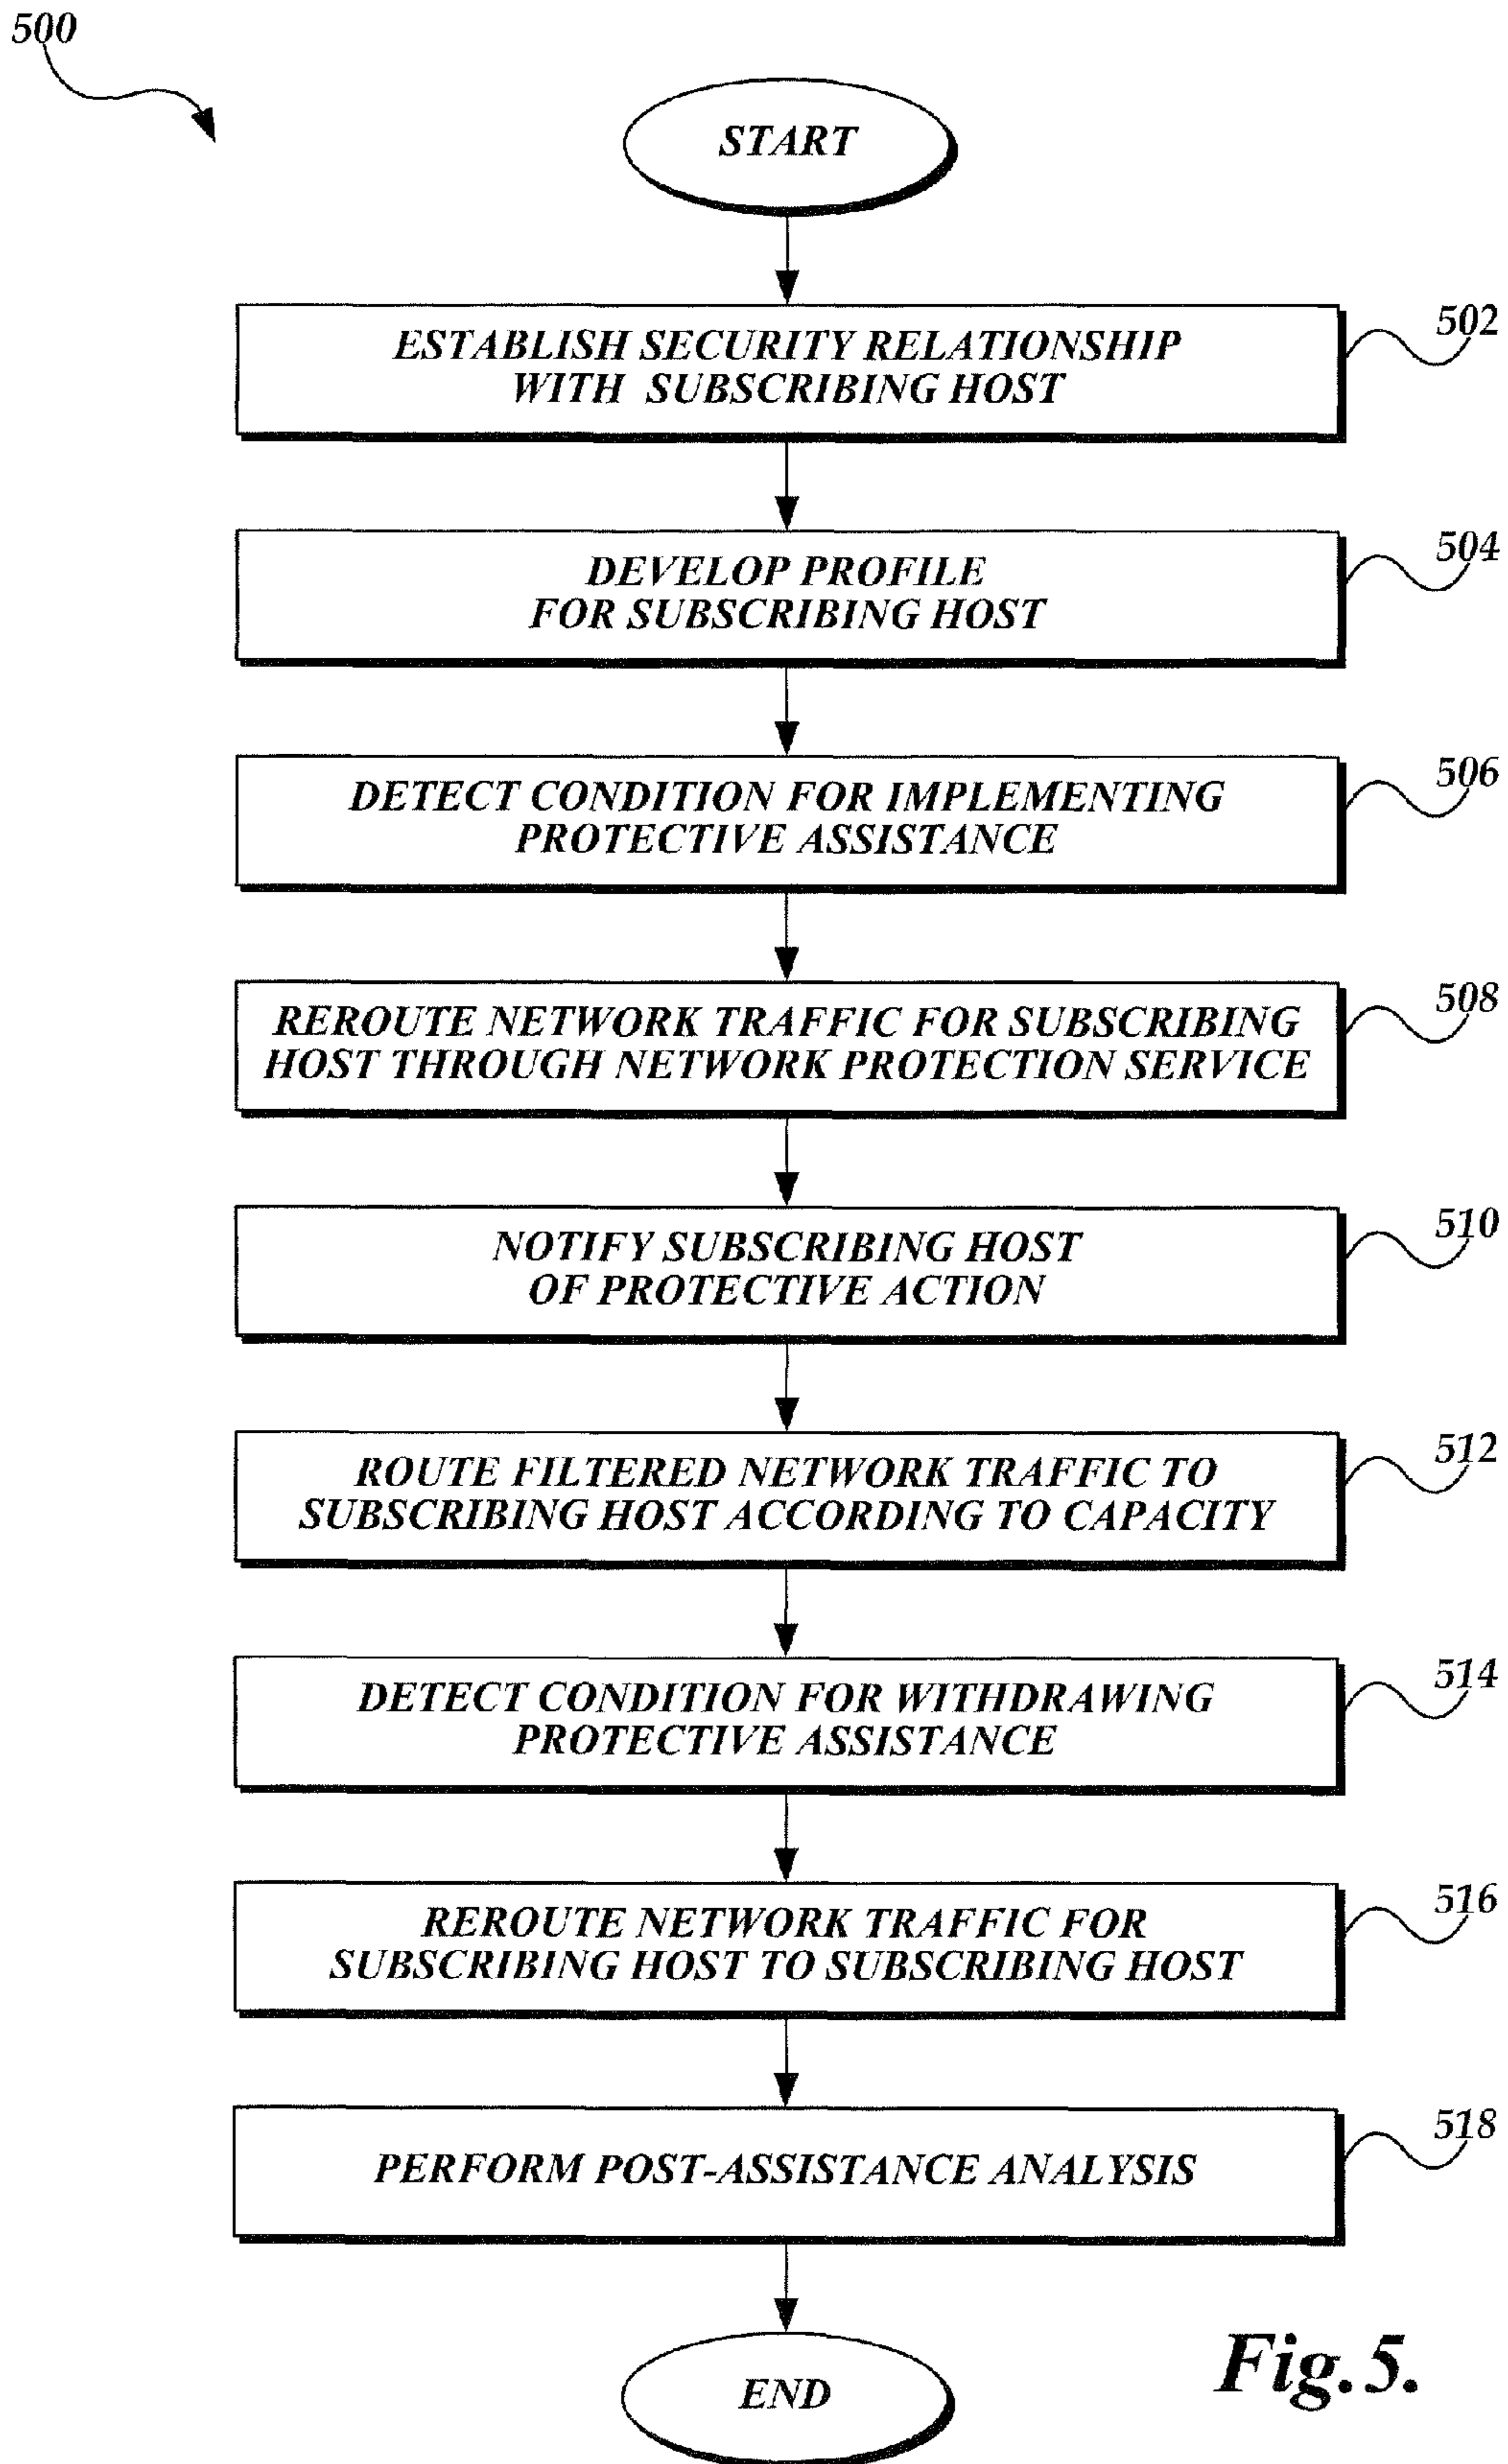 500
START
ESTABLISH SECURITY RELATIONSHIP
WITH SUBSCRIBING HOST
502
DEVELOP PROFILE
FOR SUBSCRIBING HOST
504
DETECT CONDITION FOR IMPLEMENTING
PROTECTIVE ASSISTANCE
506
REROUTE NETWORK TRAFFIC FOR SUBSCRIBING
HOST THROUGH NETWORK PROTECTION SERVICE
508
NOTIFY SUBSCRIBING HOST
OF PROTECTIVE ACTION
510
ROUTE FILTERED NETWORK TRAFFIC TO
SUBSCRIBING HOST ACCORDING TO CAPACITY
512
DETECT CONDITION FOR WITHDRAWING
PROTECTIVE ASSISTANCE
514
REROUTE NETWORK TRAFFIC FOR
SUBSCRIBING HOST TO SUBSCRIBING HOST
516
PERFORM POST-ASSISTANCE ANALYSIS
518
END
Fig.5.